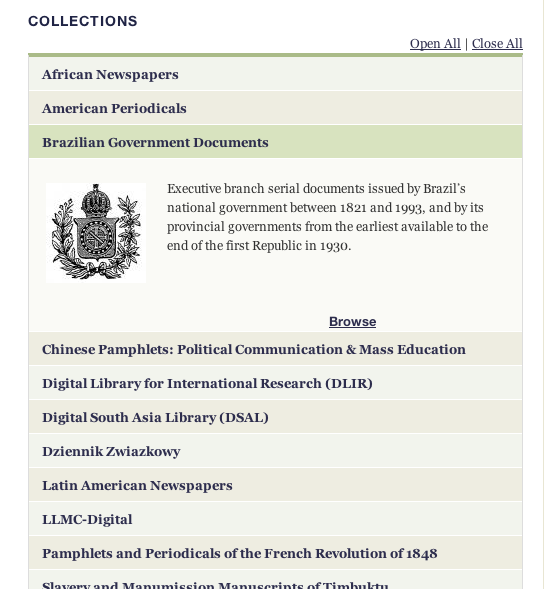 COLLECTIONS
Open All | Close All
African Newspapers
American Periodicals
Brazilian Government Documents
Executive branch serial documents issued by Brazil's
national government between 1821 and 1993, and by its
provincial governments from the earliest available to the
end of the first Republic in 1930.
Browse
Chinese Pamphlets: Political Communication & Mass Education
Digital Library for International Research (DLIR)
Digital South Asia Library (DSAL)
Dziennik Zwiazkowy
Latin American Newspapers
LLMC-Digital
Pamphlets and Periodicals of the French Revolution of 1848
Slavery and Manumission Manuscripts of Timbuktu